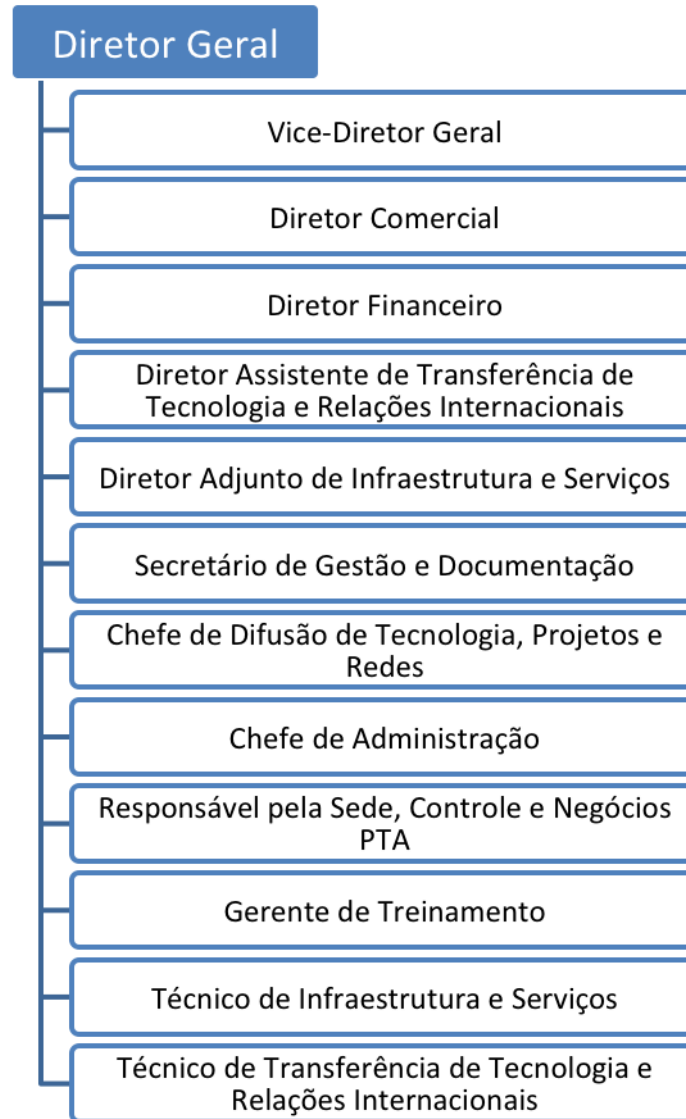 Diretor Geral
Vice-Diretor Geral
Diretor Comercial
Diretor Financeiro
Diretor Assistente de Transferência de
Tecnologia e Relações Internacionais
Diretor Adjunto de Infraestrutura e Serviços
Secretário de Gestão e Documentação
Chefe de Difusão de Tecnologia, Projetos e
Redes
Chefe de Administração
Responsável pela Sede, Controle e Negócios
PTA
Gerente de Treinamento
Técnico de Infraestrutura e Serviços
Técnico de Transferência de Tecnologia e
Relações Internacionais